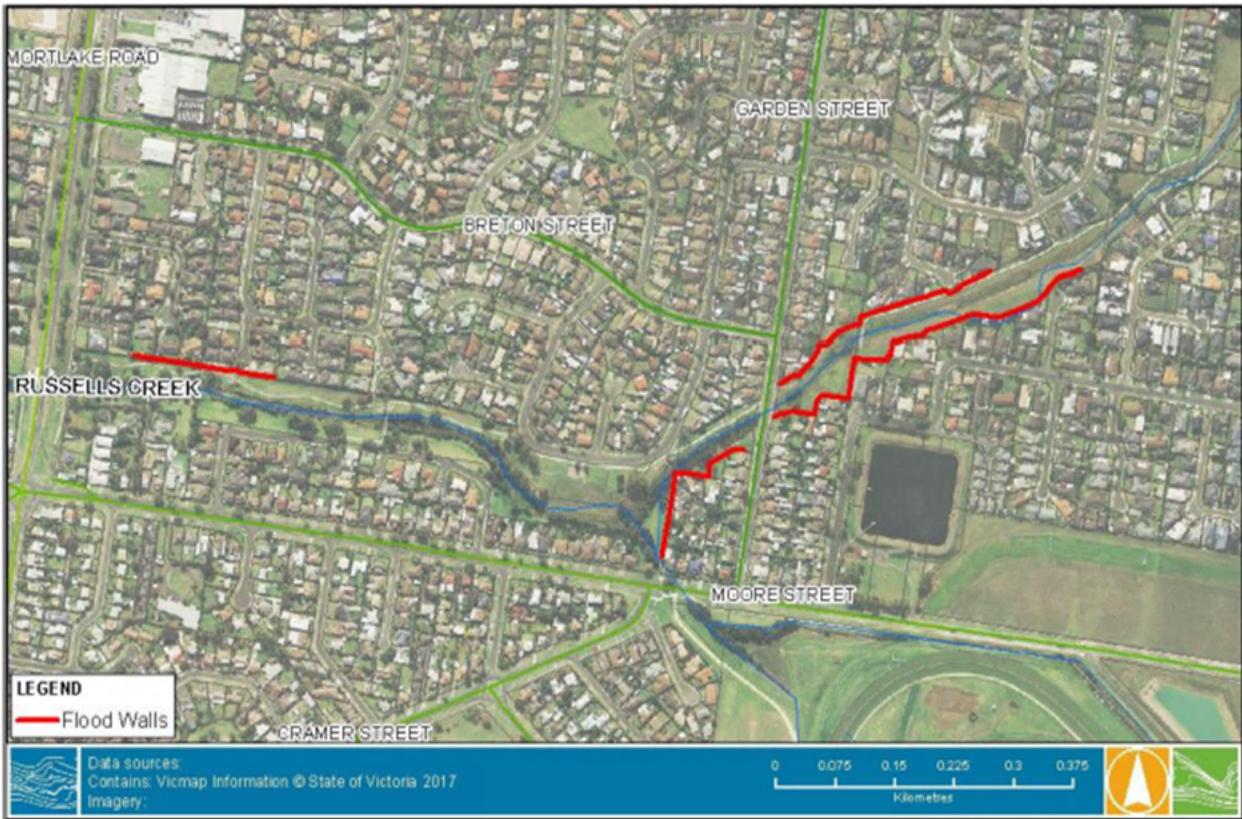 MORTLAKE ROAD
GARDEN STREET
BRETON STREET
RUSSELLS CREEK
MOORE STREET
CRAMER STREET
LEGEND
Flood Walls
Data sources:
Contains: Vicmap Information © State of Victoria 2017
Imagery:
0 0.075 0.15 0.225 0.3 0.375
Kilometres